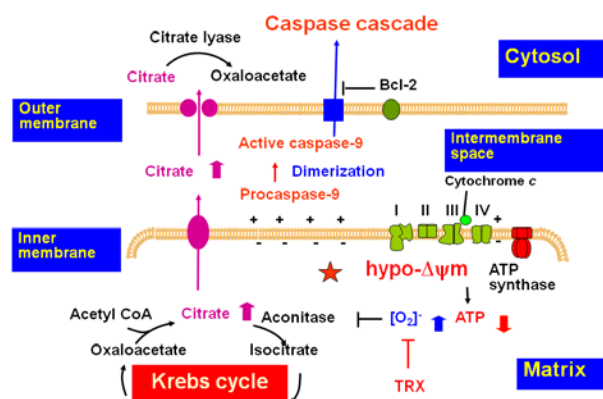 Caspase cascade
Citrate lyase
Cytosol
Citrate
Oxaloacetate
Bcl-2
Outer
membrane
Active caspase-9
Intermembrane
space
Citrate
Dimerization
Procaspase-9
Cytochrome c
I II III IV
+ + + + +
- - - - -
Inner
membrane
hypo-Δψm
ATP
synthase
Acetyl CoA
Citrate
Aconitase
[O₂]⁻
ATP
Oxaloacetate
Isocitrate
Krebs cycle
TRX
Matrix